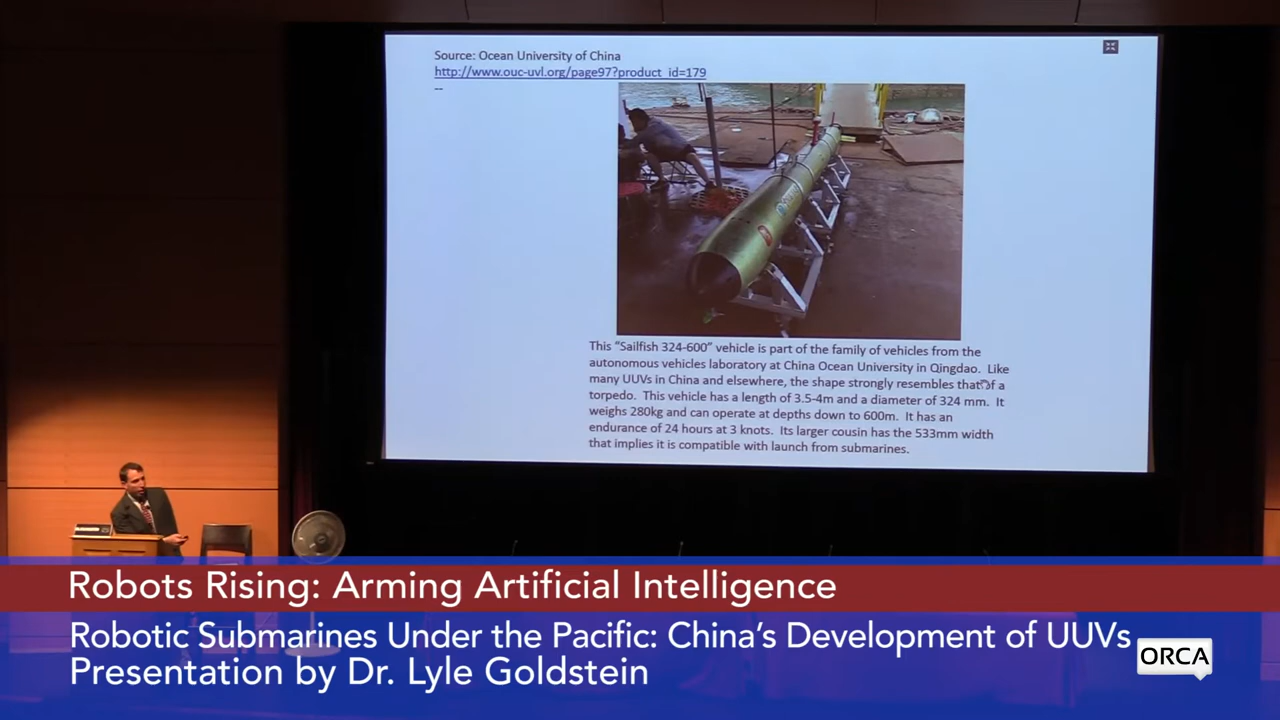 Source: Ocean University of China
http://www.ouc-uvl.org/page97?product_id=179
--
This "Sailfish 324-600" vehicle is part of the family of vehicles from the
autonomous vehicles laboratory at China Ocean University in Qingdao. Like
many UUVs in China and elsewhere, the shape strongly resembles that of a
torpedo. This vehicle has a length of 3.5-4m and a diameter of 324 mm. It
weighs 280kg and can operate at depths down to 600m. It has an
endurance of 24 hours at 3 knots. Its larger cousin has the 533mm width
that implies it is compatible with launch from submarines.
Robots Rising: Arming Artificial Intelligence
Robotic Submarines Under the Pacific: China's Development of UUVs
Presentation by Dr. Lyle Goldstein
ORCA